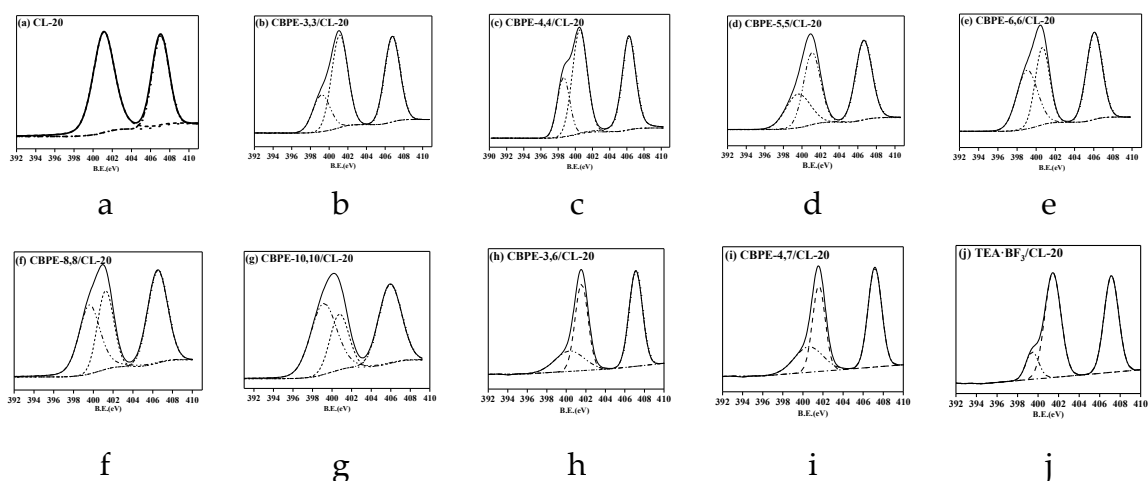 (a) CL-20
392 394 396 398 400 402 404 406 408 410
B.E.(eV)
a
(b) CBPE-3,3/CL-20
392 394 396 398 400 402 404 406 408 410
B.E.(eV)
b
(c) CBPE-4,4/CL-20
390 392 394 396 398 400 402 404 406 408 410
B.E.(eV)
c
(d) CBPE-5,5/CL-20
392 394 396 398 400 402 404 406 408 410
B.E.(eV)
d
(e) CBPE-6,6/CL-20
392 394 396 398 400 402 404 406 408 410
B.E.(eV)
e
(f) CBPE-8,8/CL-20
392 394 396 398 400 402 404 406 408 410
B.E.(eV)
f
(g) CBPE-10,10/CL-20
392 394 396 398 400 402 404 406 408 410
B.E.(eV)
g
(h) CBPE-3,6/CL-20
392 394 396 398 400 402 404 406 408 410
B.E.(eV)
h
(i) CBPE-4,7/CL-20
392 394 396 398 400 402 404 406 408 410
B.E.(eV)
i
(j) TEA·BF₃/CL-20
392 394 396 398 400 402 404 406 408 410
B.E.(eV)
j